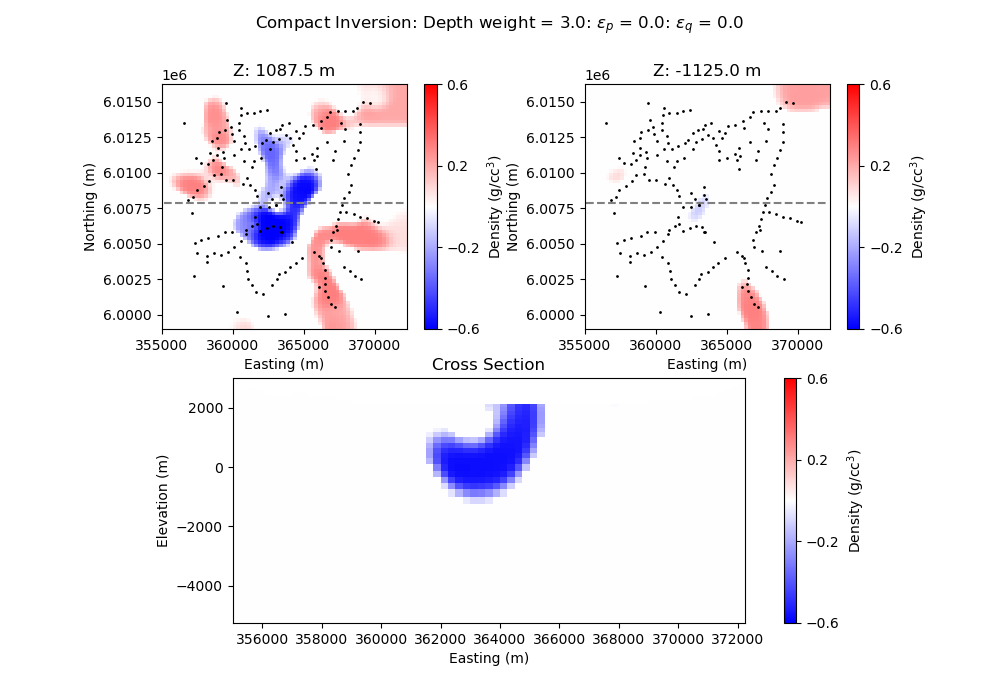 Compact Inversion: Depth weight = 3.0: εp = 0.0: εq = 0.0
Z: 1087.5 m
1e6
6.0150
6.0125
6.0100
6.0075
6.0050
6.0025
6.0000
Northing (m)
355000 360000 365000 370000
Easting (m)
0.6
0.2
−0.2
−0.6
Density (g/cc³)
Z: -1125.0 m
1e6
6.0150
6.0125
6.0100
6.0075
6.0050
6.0025
6.0000
Northing (m)
355000 360000 365000 370000
Easting (m)
0.6
0.2
−0.2
−0.6
Density (g/cc³)
Cross Section
2000
0
−2000
−4000
Elevation (m)
356000 358000 360000 362000 364000 366000 368000 370000 372000
Easting (m)
0.6
0.2
−0.2
−0.6
Density (g/cc³)